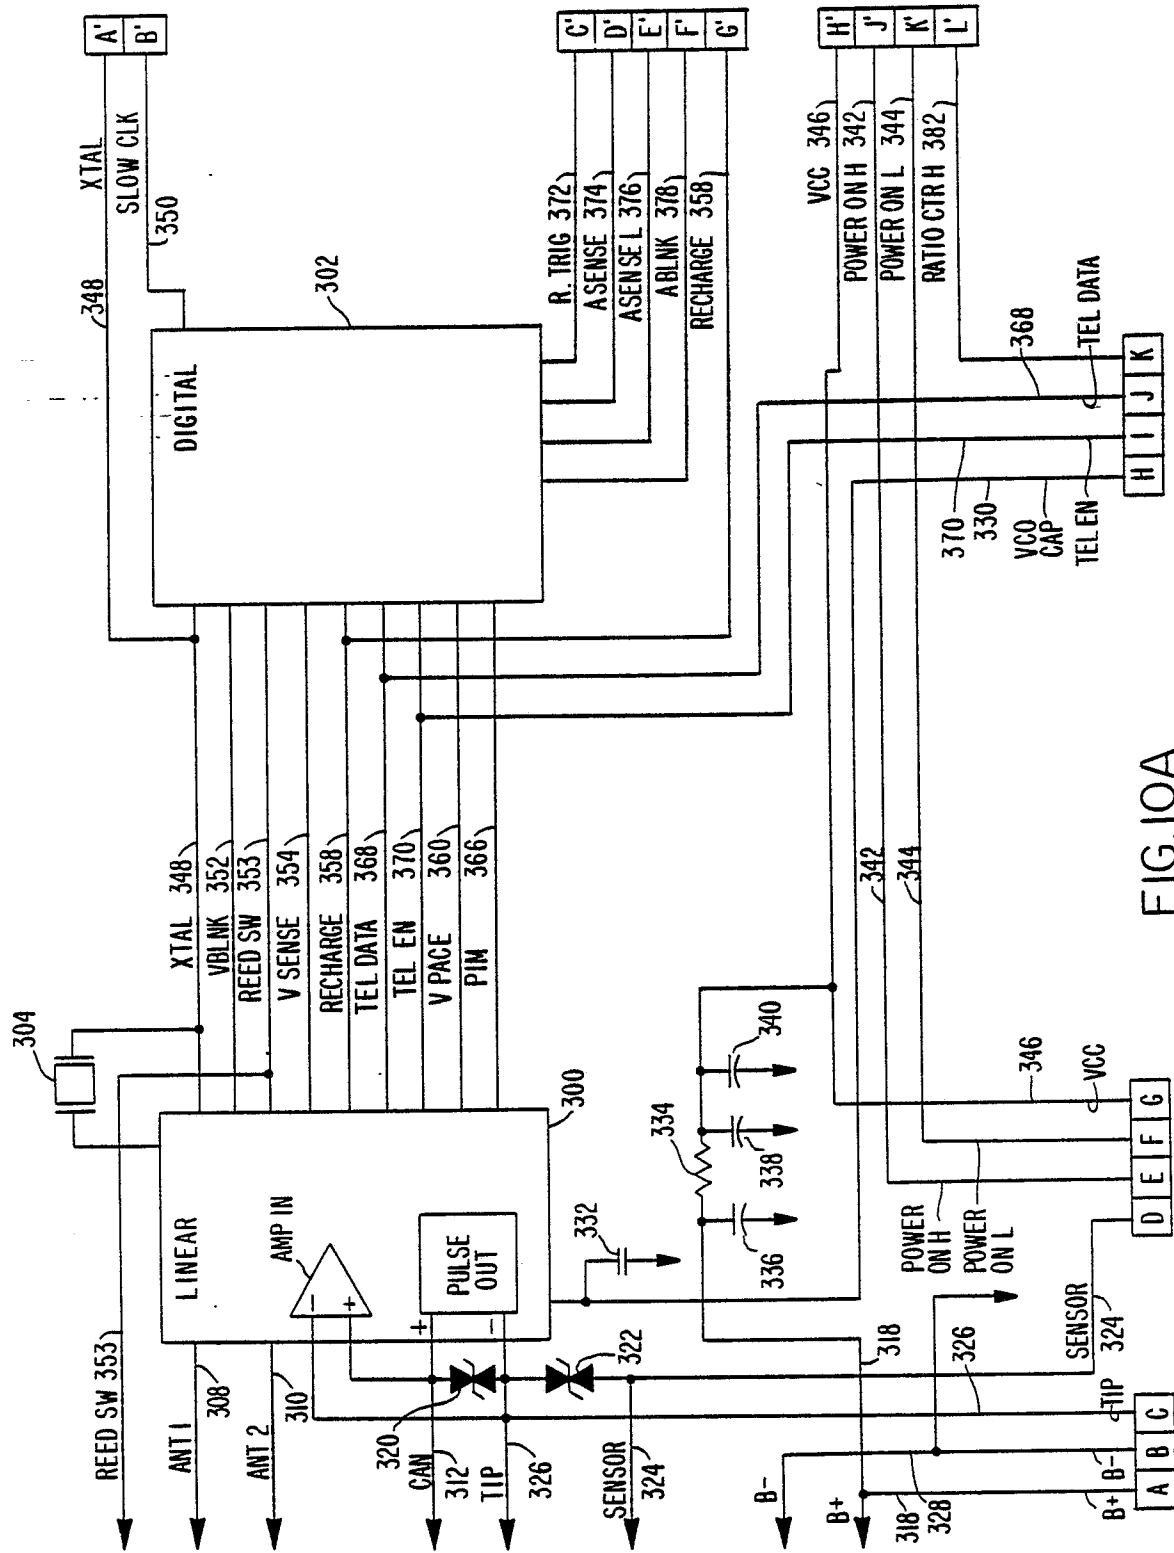 A'
B'
C'
D'
E'
F'
G'
H'
J'
K'
L'
XTAL
SLOW CLK
348
350
302
DIGITAL
R. TRIG 372
ASENSE 374
ASENSE L 376
ABLNK 378
RECHARGE 358
VCC 346
POWER ON H 342
POWER ON L 344
RATIO CTR H 382
304
XTAL 348
VBLNK 352
REED SW 353
V SENSE 354
RECHARGE 358
TEL DATA 368
TEL EN 370
V PACE 360
PIM 366
342
344
368
TEL DATA
370
330
VCO
CAP
TEL EN
H I J K
REED SW 353
LINEAR
300
AMP IN
-
+
PULSE
OUT
+
-
ANT 1
308
ANT 2
310
320
322
CAN
312
TIP
326
SENSOR
324
332
334
336
338
340
318
B-
B+
318
328
B+
B-
TIP
326
SENSOR
324
POWER
ON H
POWER
ON L
346
VCC
A B C
D E F G
FIG. 10A